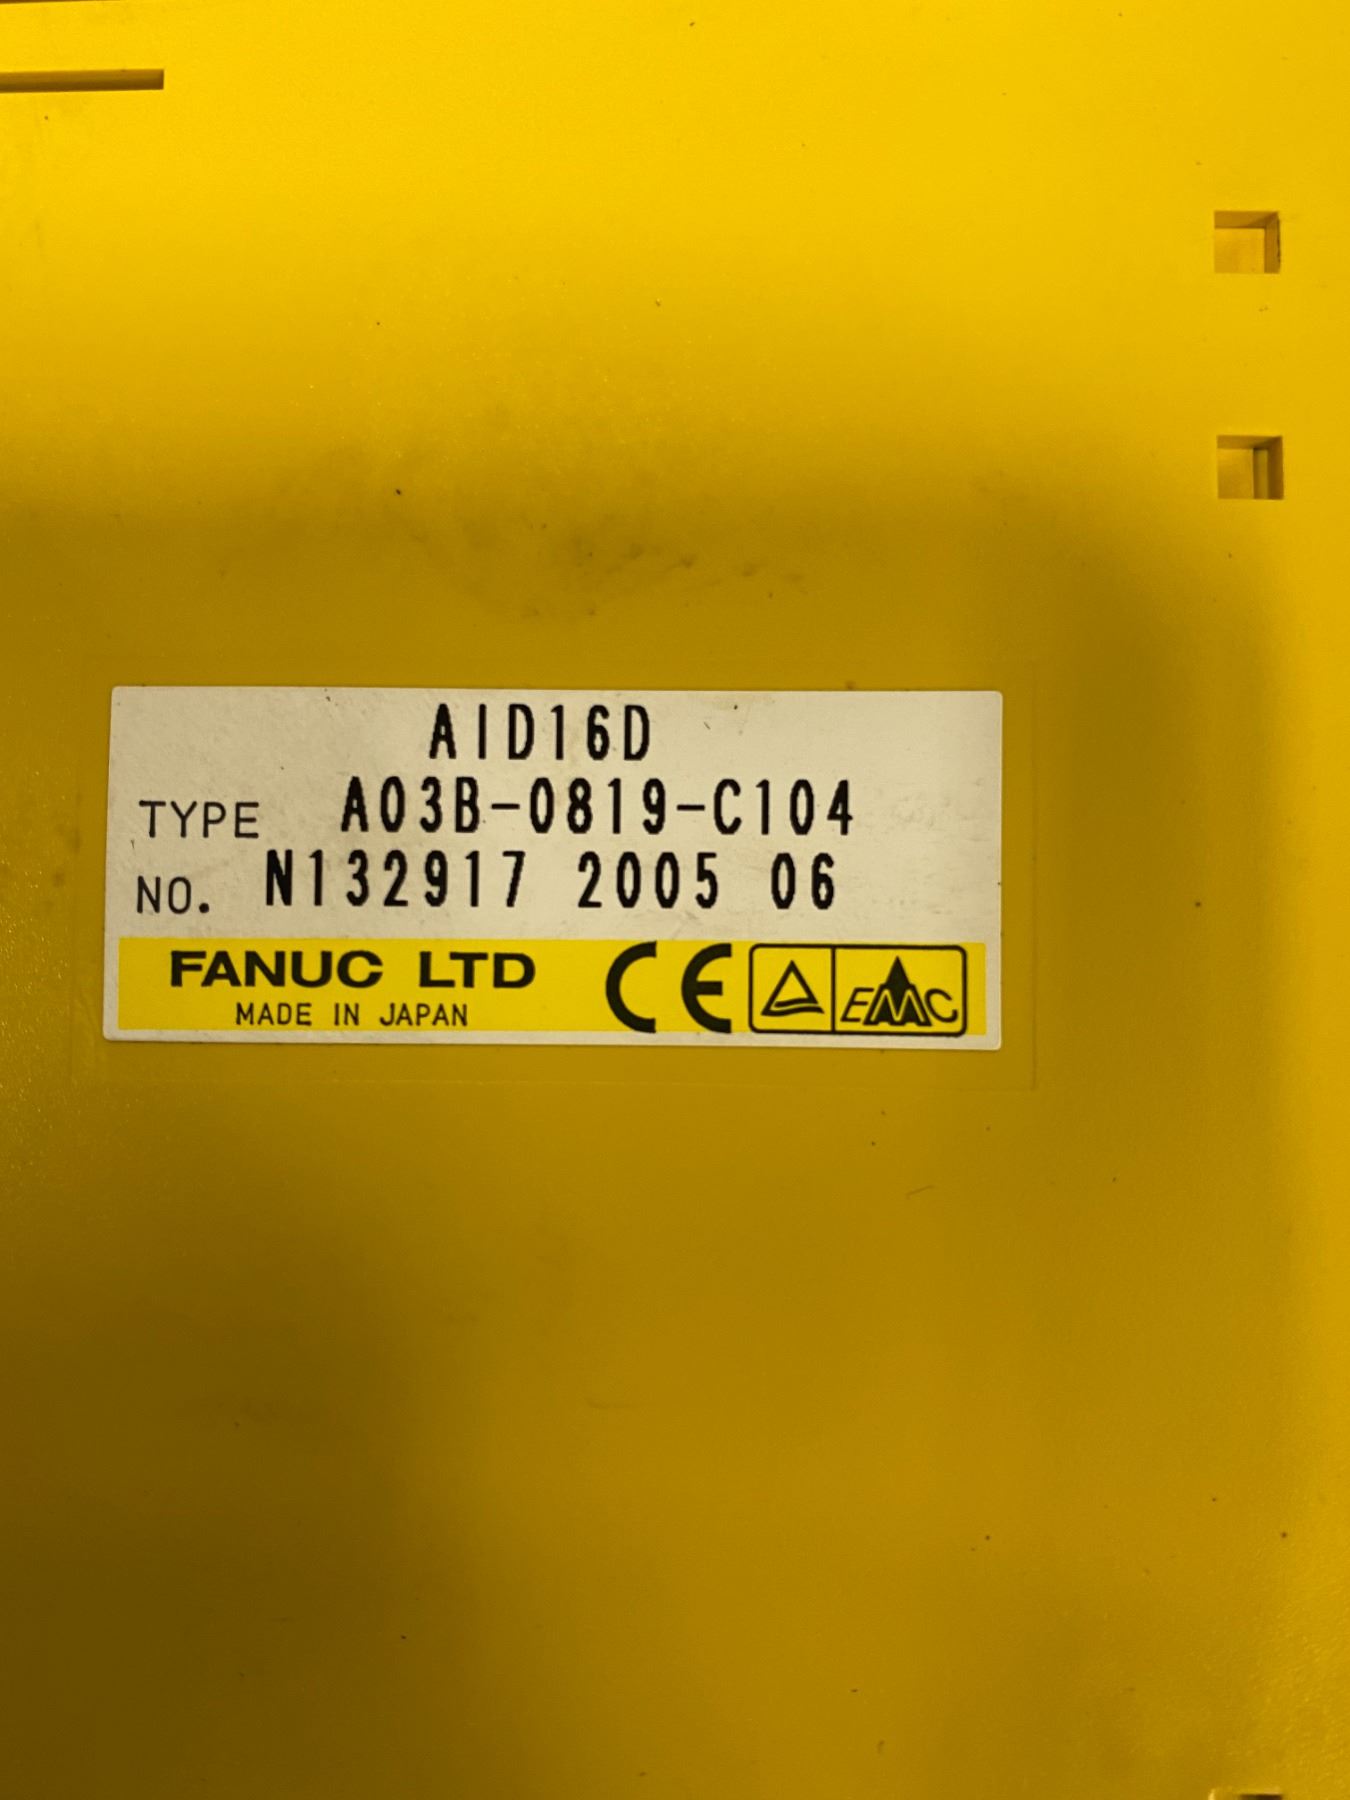 AID16D
TYPE A03B-0819-C104
NO. N132917 2005 06
FANUC LTD CE EMC
MADE IN JAPAN